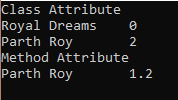 Class Attribute
Royal Dreams    0
Parth Roy       2
Method Attribute
Parth Roy       1.2